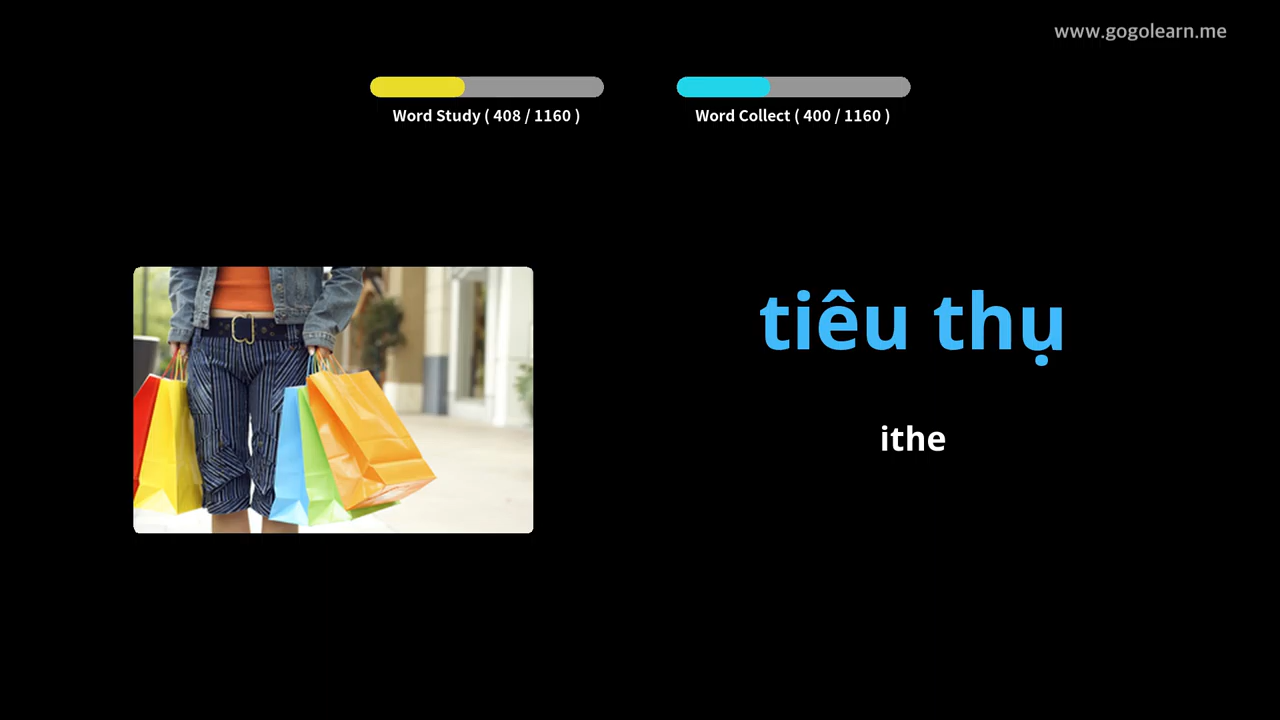 www.gogolearn.me
Word Study ( 408 / 1160 )
Word Collect ( 400 / 1160 )
tiêu thụ
ithe